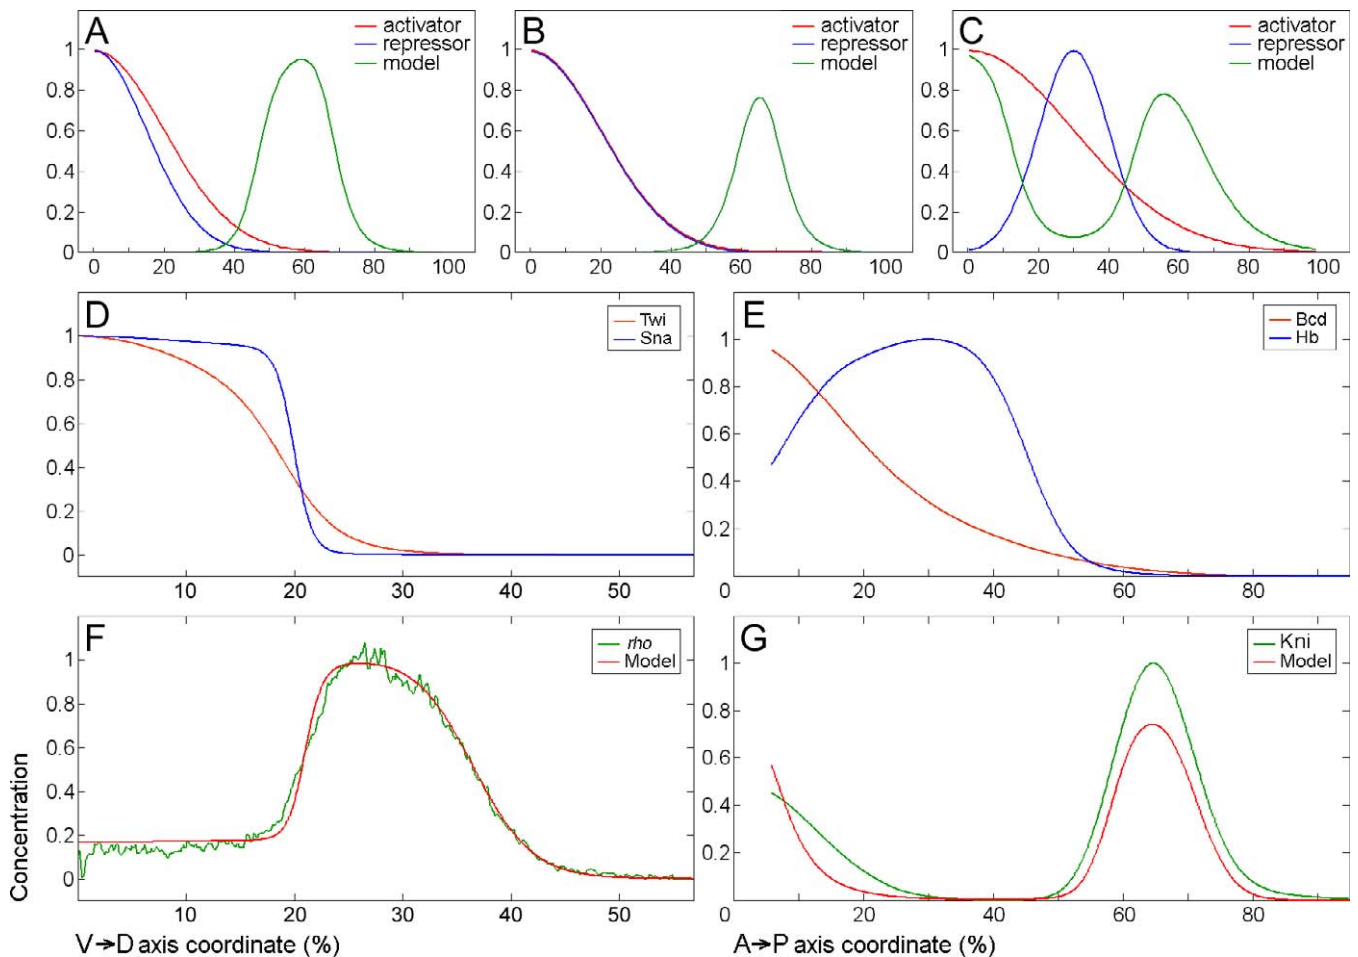 A
activator
repressor
model
1
0.8
0.6
0.4
0.2
0
0 20 40 60 80 100
B
activator
repressor
model
1
0.8
0.6
0.4
0.2
0
0 20 40 60 80 100
C
activator
repressor
model
1
0.8
0.6
0.4
0.2
0
0 20 40 60 80 100
D
Twi
Sna
1
0.8
0.6
0.4
0.2
0
10 20 30 40 50
E
Bcd
Hb
1
0.8
0.6
0.4
0.2
0 20 40 60 80
F
rho
Model
1
0.8
0.6
0.4
0.2
0
10 20 30 40 50
Concentration
V→D axis coordinate (%)
G
Kni
Model
1
0.8
0.6
0.4
0.2
0 20 40 60 80
A→P axis coordinate (%)